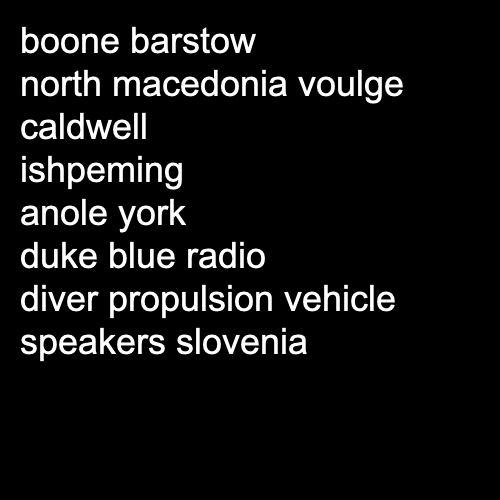 boone barstow
north macedonia voulge
caldwell
ishpeming
anole york
duke blue radio
diver propulsion vehicle
speakers slovenia